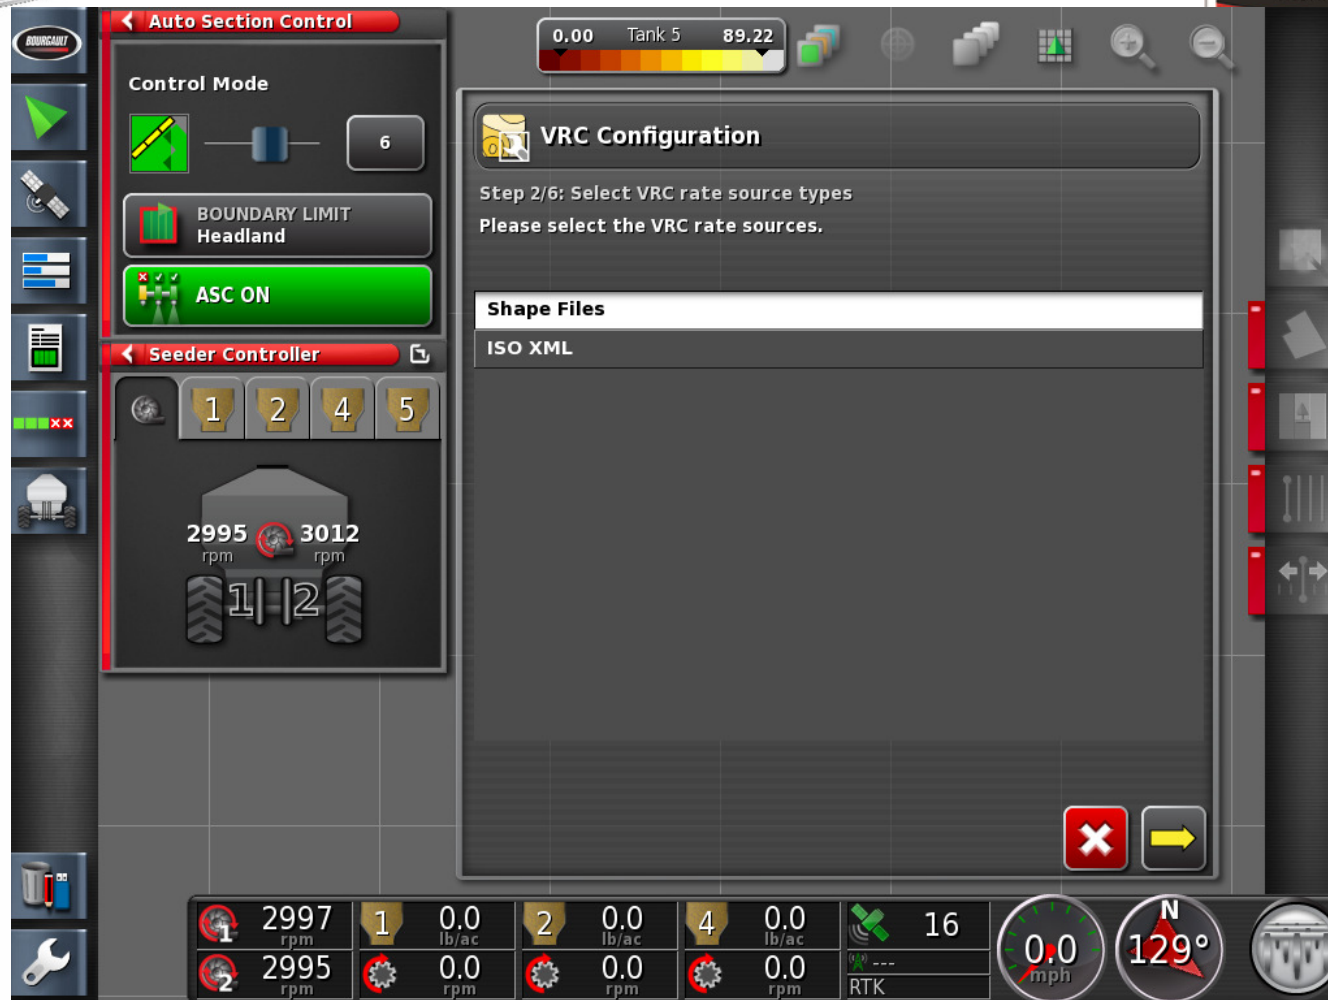 BOURGAULT
Auto Section Control
Control Mode
6
BOUNDARY LIMIT
Headland
ASC ON
Seeder Controller
1 2 4 5
2995 3012
rpm rpm
1 2
0.00 Tank 5 89.22
VRC Configuration
Step 2/6: Select VRC rate source types
Please select the VRC rate sources.
Shape Files
ISO XML
1 2997 rpm
2 2995 rpm
1 0.0 lb/ac
0.0 rpm
2 0.0 lb/ac
0.0 rpm
4 0.0 lb/ac
0.0 rpm
16
---
RTK
0.0
mph
N
129°